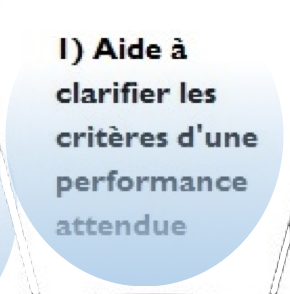 1) Aide à
clarifier les
critères d'une
performance
attendue